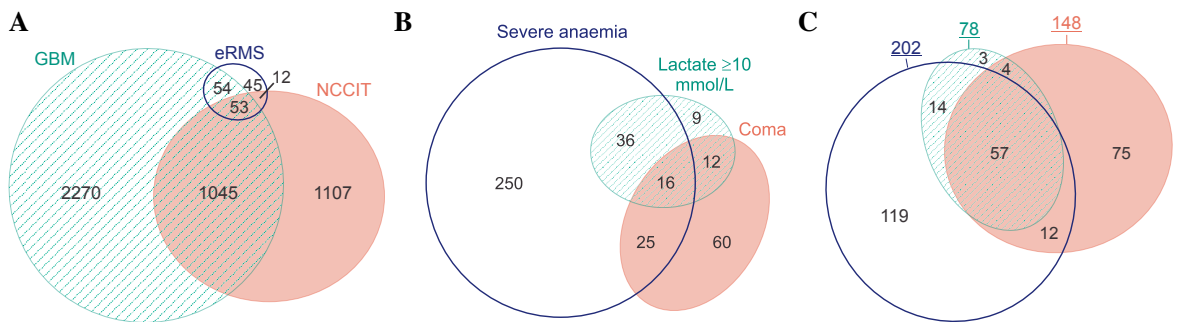 A
GBM
eRMS
54
45
12
53
NCCIT
2270
1045
1107
B
Severe anaemia
Lactate ≥10
mmol/L
Coma
36
9
12
16
250
25
60
C
202
78
148
3
4
14
57
75
119
12